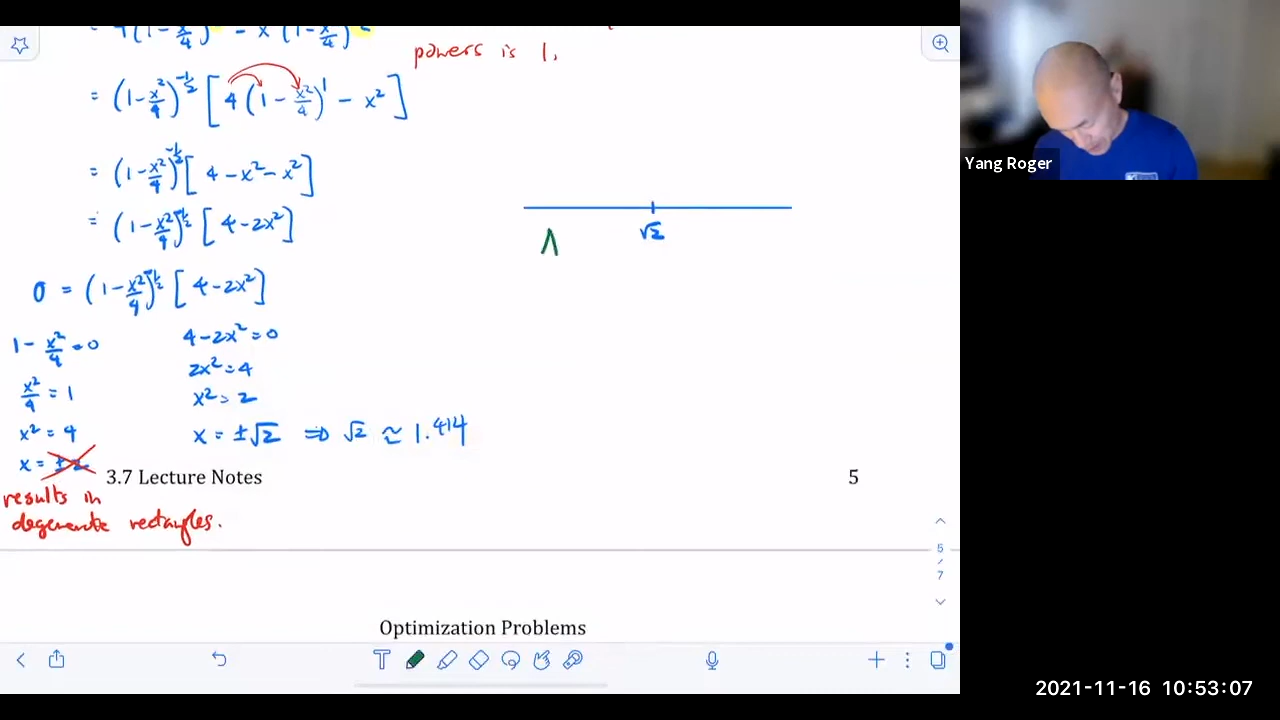 powers is 1.
= (1-x²/4)^-1/2 [ 4 (1 - x²/4)^1 - x² ]
= (1-x²/4)^-1/2 [ 4 - x² - x² ]
= (1-x²/4)^-1/2 [ 4-2x² ]
0 = (1-x²/4)^-1/2 [ 4-2x² ]
1 - x²/4 = 0
x²/4 = 1
x² = 4
x = ±2
4-2x² = 0
2x² = 4
x² = 2
x = ±√2 ⇒ √2 ≈ 1.414
results in
degenerate rectangles.
√2
Λ
3.7 Lecture Notes
5
5
/
7
Optimization Problems
T
Yang Roger
2021-11-16 10:53:07